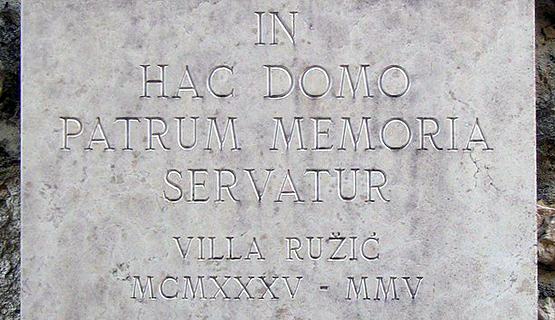 IN
HAC DOMO
PATRUM MEMORIA
SERVATUR
VILLA RUŽIĆ
MCMXXXV - MMV